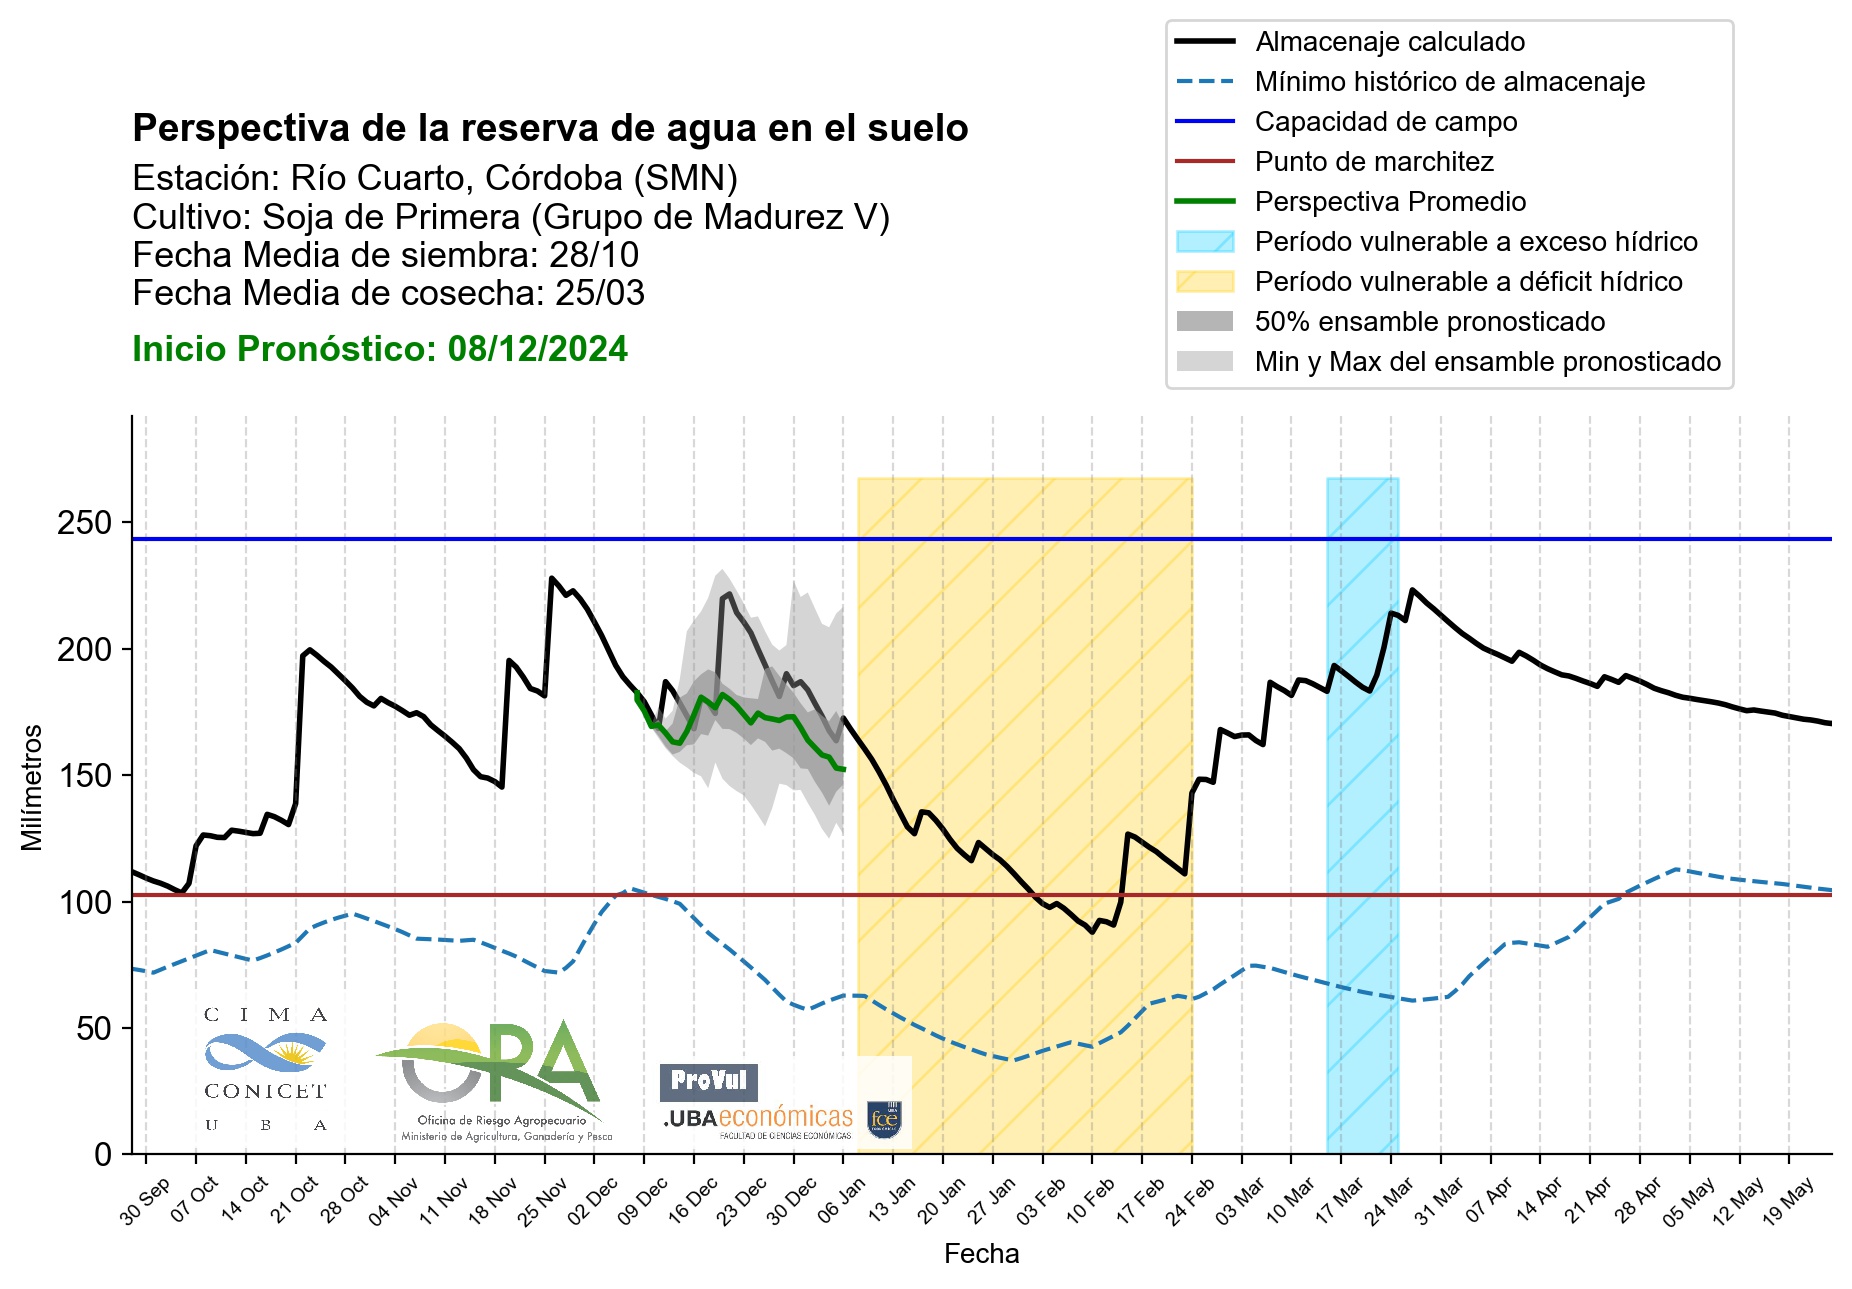 Almacenaje calculado
Mínimo histórico de almacenaje
Capacidad de campo
Punto de marchitez
Perspectiva Promedio
Período vulnerable a exceso hídrico
Período vulnerable a déficit hídrico
50% ensamble pronosticado
Min y Max del ensamble pronosticado
Perspectiva de la reserva de agua en el suelo
Estación: Río Cuarto, Córdoba (SMN)
Cultivo: Soja de Primera (Grupo de Madurez V)
Fecha Media de siembra: 28/10
Fecha Media de cosecha: 25/03
Inicio Pronóstico: 08/12/2024
Milímetros
250
200
150
100
50
0
CIMA
CONICET
UBA
ORA
Oficina de Riesgo Agropecuario
Ministerio de Agricultura, Ganadería y Pesca
ProVul
.UBAeconómicas
FACULTAD DE CIENCIAS ECONÓMICAS
fce
30 Sep
07 Oct
14 Oct
21 Oct
28 Oct
04 Nov
11 Nov
18 Nov
25 Nov
02 Dec
09 Dec
16 Dec
23 Dec
30 Dec
06 Jan
13 Jan
20 Jan
27 Jan
03 Feb
10 Feb
17 Feb
24 Feb
03 Mar
10 Mar
17 Mar
24 Mar
31 Mar
07 Apr
14 Apr
21 Apr
28 Apr
05 May
12 May
19 May
Fecha